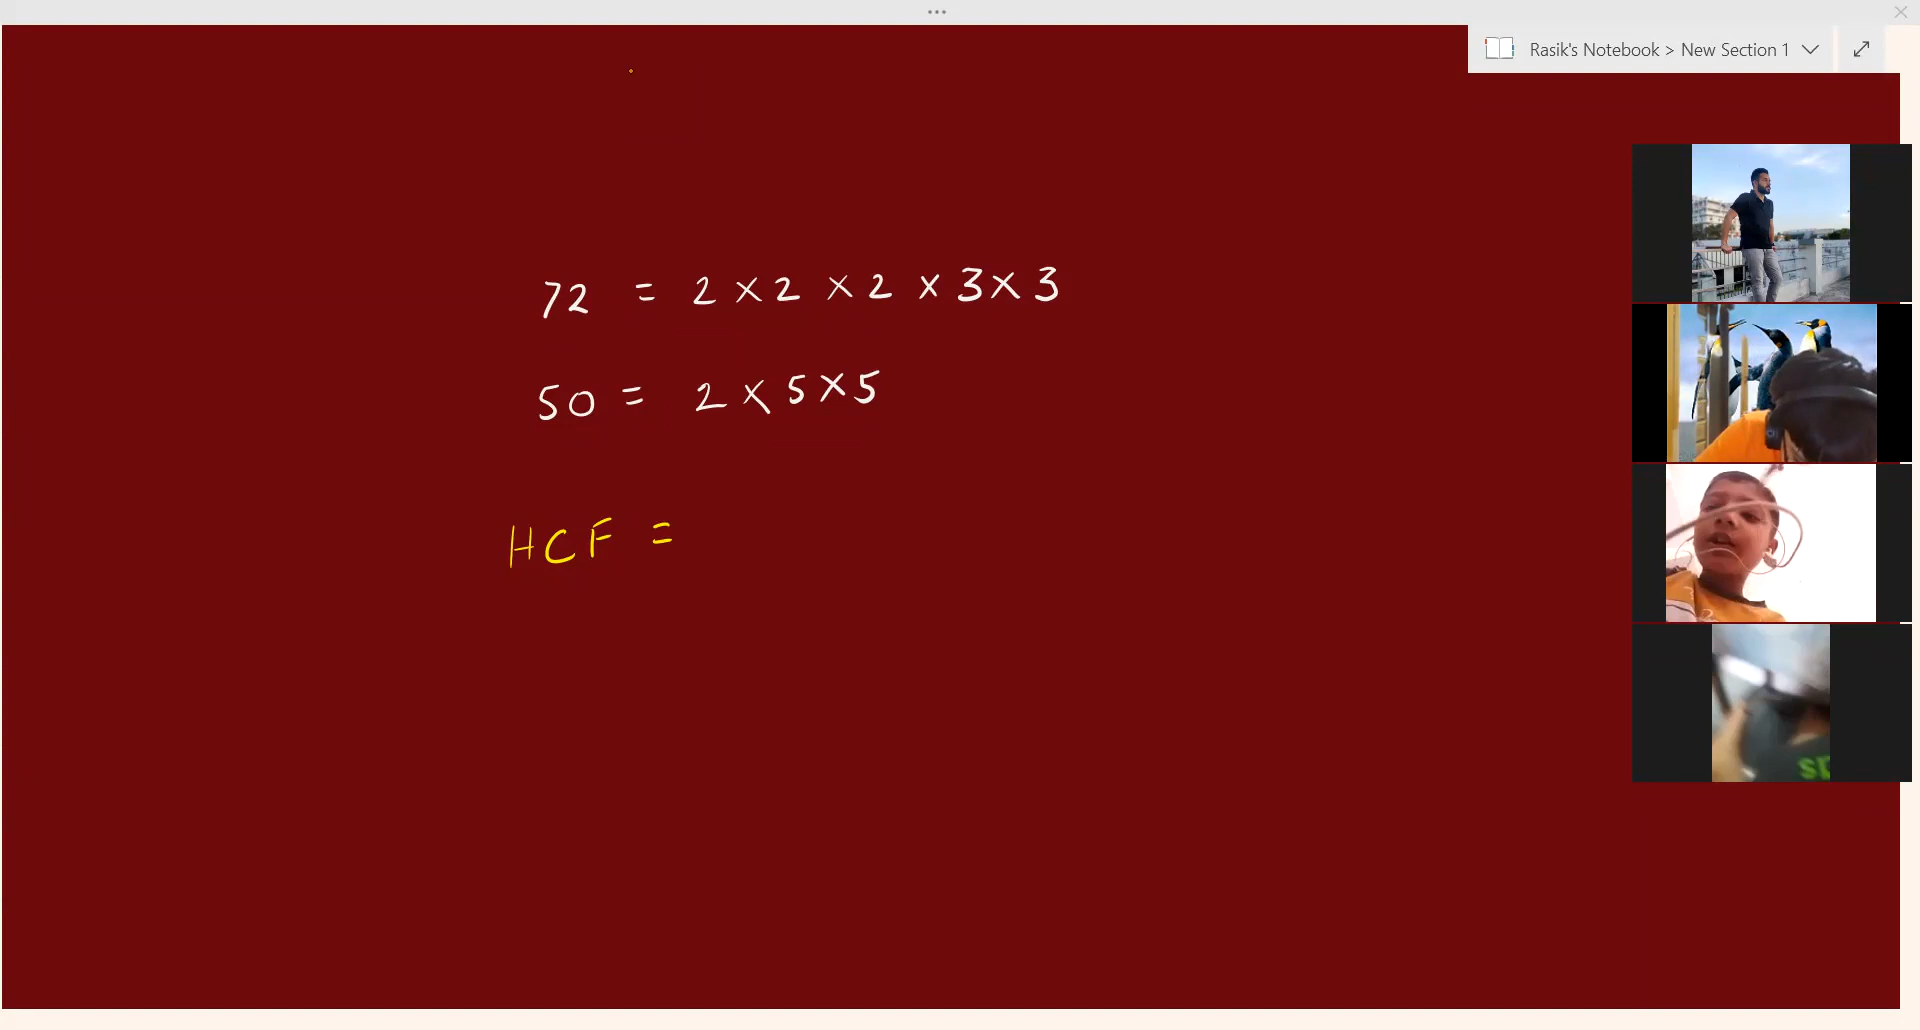 Rasik's Notebook > New Section 1
72 = 2 × 2 × 2 × 3 × 3
50 = 2 × 5 × 5
HCF =